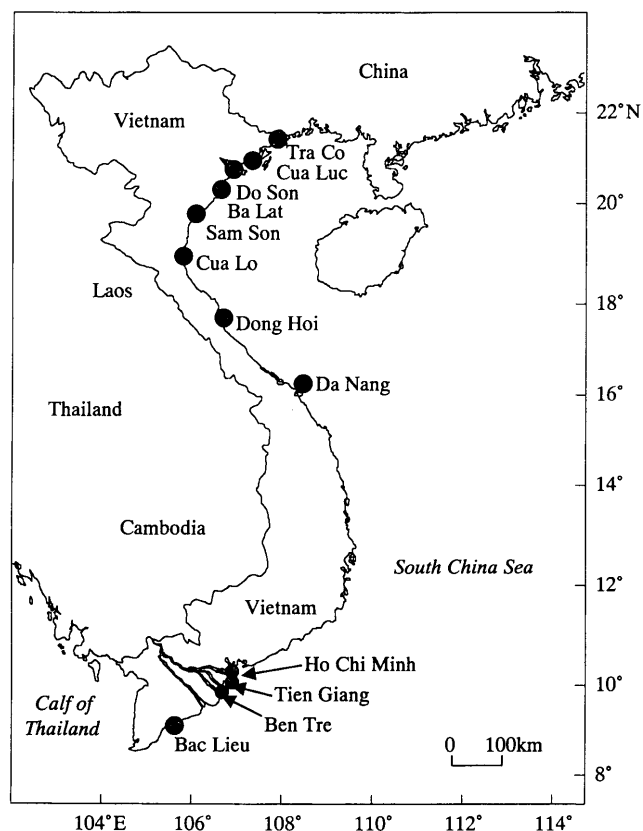 China
22°N
Vietnam
Tra Co
Cua Luc
Do Son
20°
Ba Lat
Sam Son
Cua Lo
Laos
18°
Dong Hoi
Da Nang
16°
Thailand
14°
Cambodia
South China Sea
12°
Vietnam
Ho Chi Minh
10°
Tien Giang
Calf of
Thailand
Ben Tre
Bac Lieu
0 100km
8°
104°E 106° 108° 110° 112° 114°